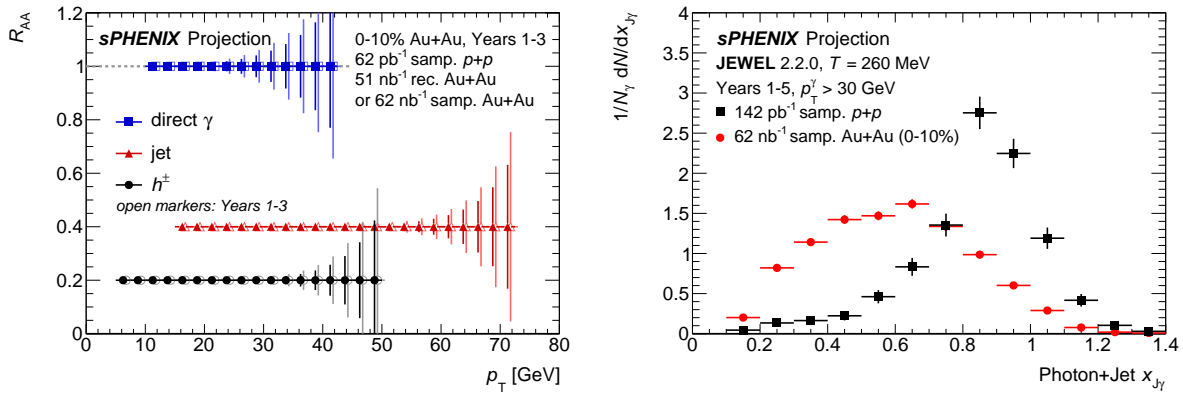 R_AA
sPHENIX Projection
0-10% Au+Au, Years 1-3
62 pb⁻¹ samp. p+p
51 nb⁻¹ rec. Au+Au
or 62 nb⁻¹ samp. Au+Au
direct γ
jet
h±
open markers: Years 1-3
1.2
1
0.8
0.6
0.4
0.2
0
0 10 20 30 40 50 60 70 80
p_T [GeV]
1/N_γ dN/dx_Jγ
sPHENIX Projection
JEWEL 2.2.0, T = 260 MeV
Years 1-5, p_T^γ > 30 GeV
142 pb⁻¹ samp. p+p
62 nb⁻¹ samp. Au+Au (0-10%)
4
3.5
3
2.5
2
1.5
1
0.5
0
0 0.2 0.4 0.6 0.8 1 1.2 1.4
Photon+Jet x_Jγ